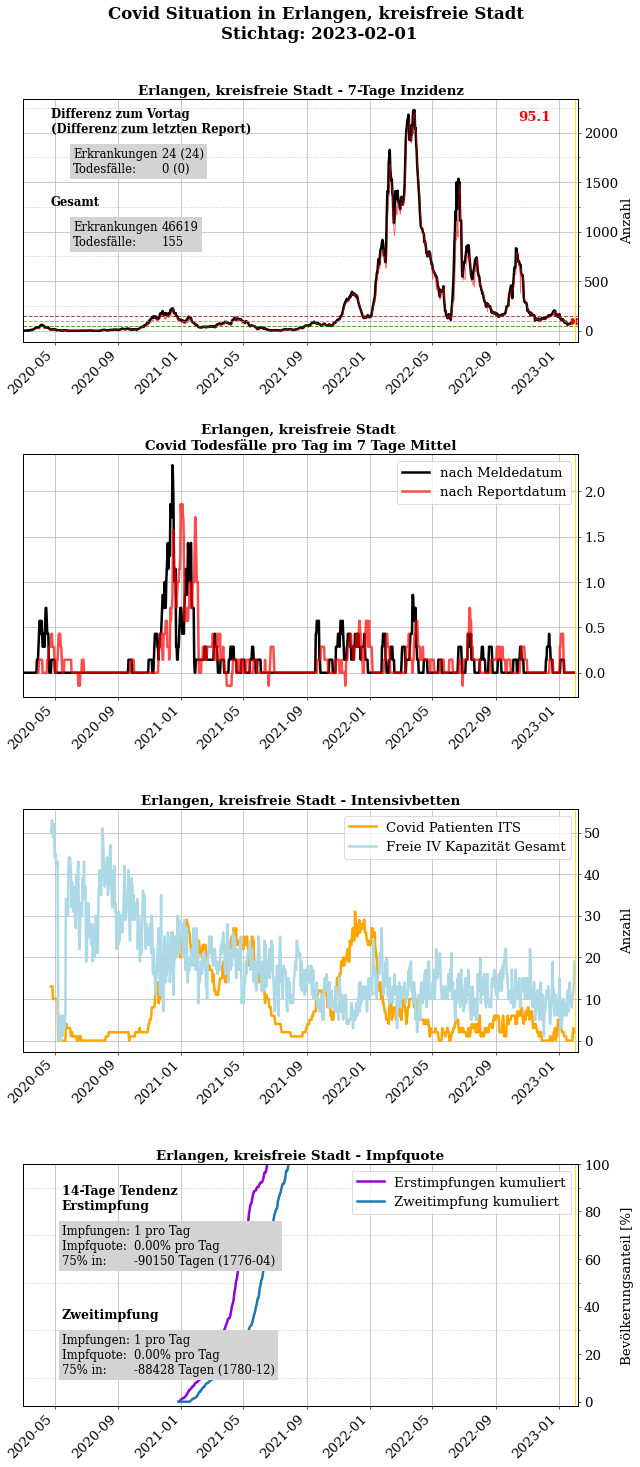 Covid Situation in Erlangen, kreisfreie Stadt
Stichtag: 2023-02-01
Erlangen, kreisfreie Stadt - 7-Tage Inzidenz
Differenz zum Vortag
(Differenz zum letzten Report)
Erkrankungen 24 (24)
Todesfälle: 0 (0)
Gesamt
Erkrankungen 46619
Todesfälle: 155
95.1
2000
1500
1000
500
0
Anzahl
2020-05 2020-09 2021-01 2021-05 2021-09 2022-01 2022-05 2022-09 2023-01
Erlangen, kreisfreie Stadt
Covid Todesfälle pro Tag im 7 Tage Mittel
nach Meldedatum
nach Reportdatum
2.0
1.5
1.0
0.5
0.0
2020-05 2020-09 2021-01 2021-05 2021-09 2022-01 2022-05 2022-09 2023-01
Erlangen, kreisfreie Stadt - Intensivbetten
Covid Patienten ITS
Freie IV Kapazität Gesamt
50
40
30
20
10
0
Anzahl
2020-05 2020-09 2021-01 2021-05 2021-09 2022-01 2022-05 2022-09 2023-01
Erlangen, kreisfreie Stadt - Impfquote
14-Tage Tendenz
Erstimpfung
Impfungen: 1 pro Tag
Impfquote: 0.00% pro Tag
75% in: -90150 Tagen (1776-04)
Zweitimpfung
Impfungen: 1 pro Tag
Impfquote: 0.00% pro Tag
75% in: -88428 Tagen (1780-12)
Erstimpfungen kumuliert
Zweitimpfung kumuliert
100
80
60
40
20
0
Bevölkerungsanteil [%]
2020-05 2020-09 2021-01 2021-05 2021-09 2022-01 2022-05 2022-09 2023-01